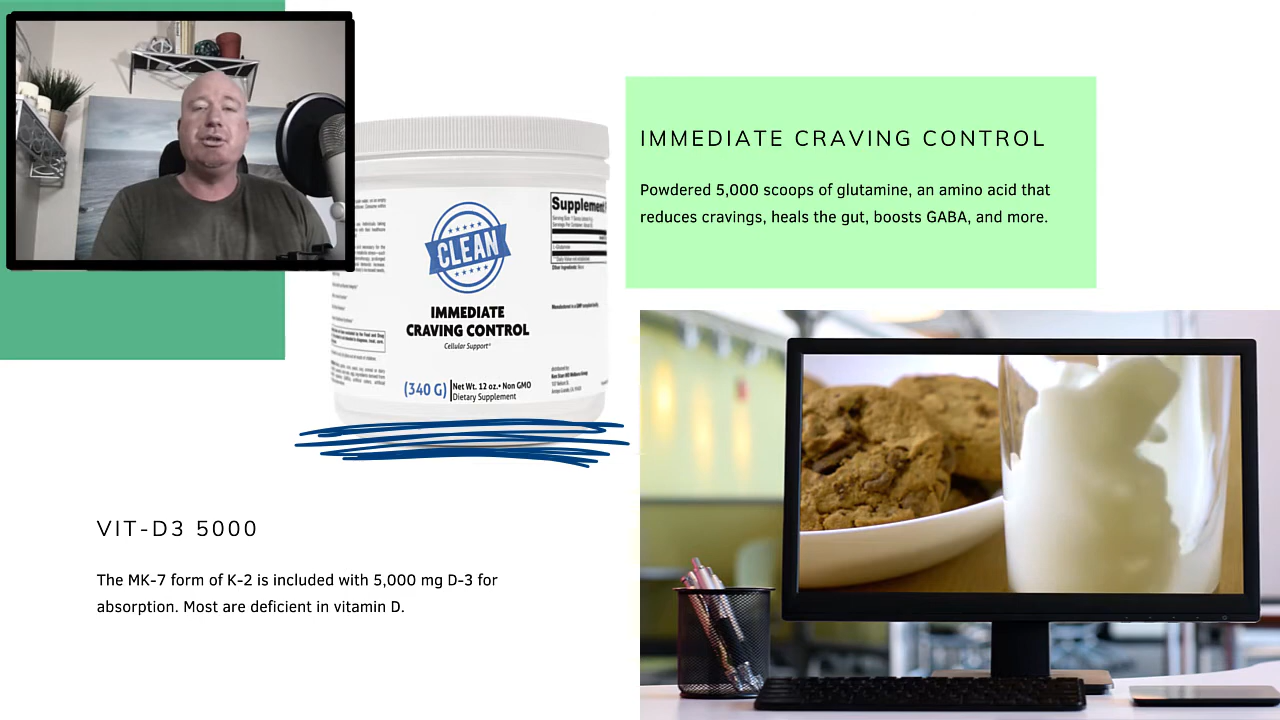 IMMEDIATE CRAVING CONTROL
Powdered 5,000 scoops of glutamine, an amino acid that
reduces cravings, heals the gut, boosts GABA, and more.
CLEAN
IMMEDIATE
CRAVING CONTROL
Cellular Support*
(340 G) Net Wt. 12 oz. • Non GMO
Dietary Supplement
Supplement
VIT-D3 5000
The MK-7 form of K-2 is included with 5,000 mg D-3 for
absorption. Most are deficient in vitamin D.